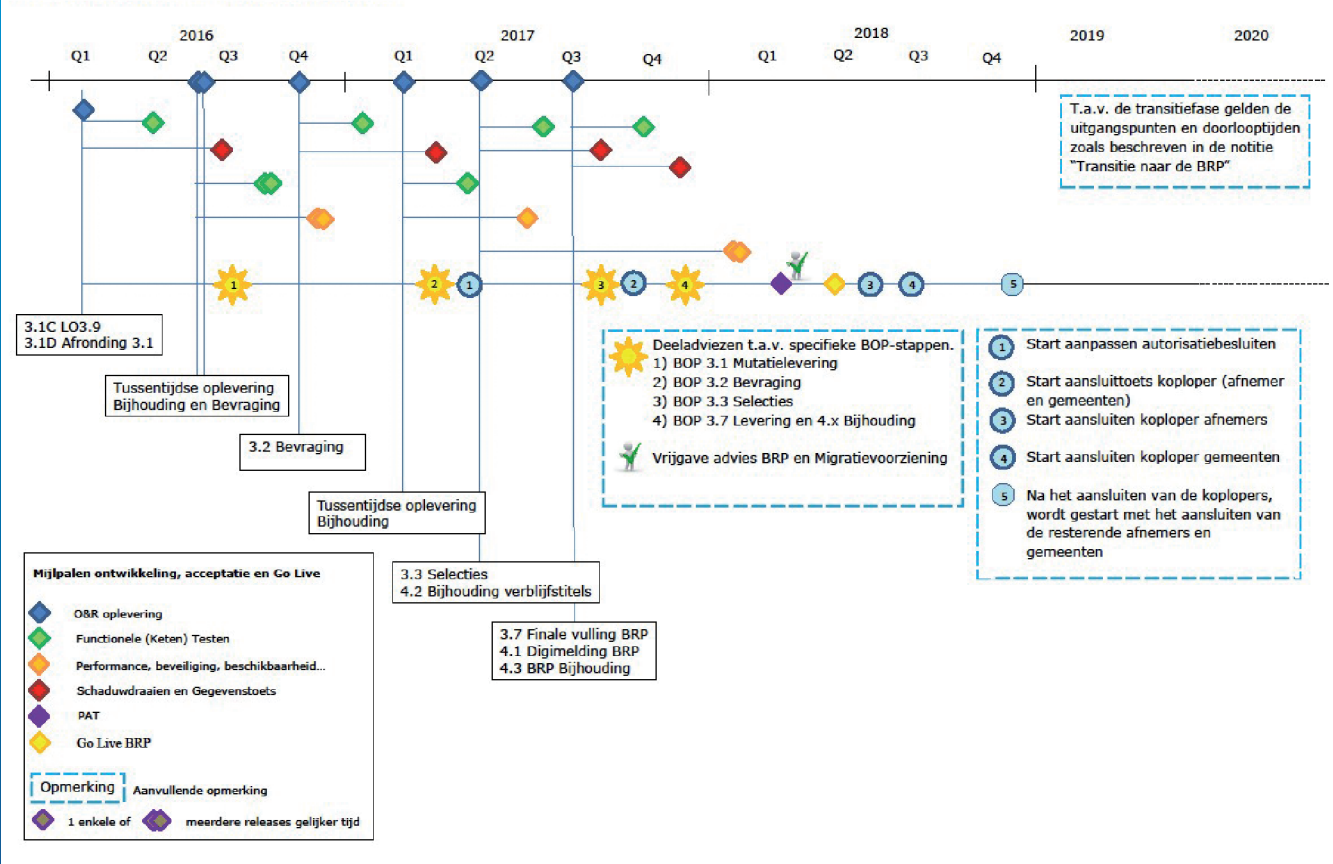 2016
2017
2018
2019
2020
Q1
Q2
Q3
Q4
Q1
Q2
Q3
Q4
Q1
Q2
Q3
Q4
T.a.v. de transitiefase gelden de
uitgangspunten en doorlooptijden
zoals beschreven in de notitie
“Transitie naar de BRP”
1
2
1
3
2
4
3
4
5
3.1C LO3.9
3.1D Afronding 3.1
Tussentijdse oplevering
Bijhouding en Bevraging
3.2 Bevraging
Tussentijdse oplevering
Bijhouding
3.3 Selecties
4.2 Bijhouding verblijfstitels
3.7 Finale vulling BRP
4.1 Digimelding BRP
4.3 BRP Bijhouding
Deeladviezen t.a.v. specifieke BOP-stappen.
1) BOP 3.1 Mutatielevering
2) BOP 3.2 Bevraging
3) BOP 3.3 Selecties
4) BOP 3.7 Levering en 4.x Bijhouding
Vrijgave advies BRP en Migratievoorziening
1 Start aanpassen autorisatiebesluiten
2 Start aansluittoets koploper (afnemer
en gemeenten)
3 Start aansluiten koploper afnemers
4 Start aansluiten koploper gemeenten
5 Na het aansluiten van de koplopers,
wordt gestart met het aansluiten van
de resterende afnemers en
gemeenten
Mijlpalen ontwikkeling, acceptatie en Go Live
O&R oplevering
Functionele (Keten) Testen
Performance, beveiliging, beschikbaarheid...
Schaduwdraaien en Gegevenstoets
PAT
Go Live BRP
Opmerking Aanvullende opmerking
1 enkele of meerdere releases gelijker tijd